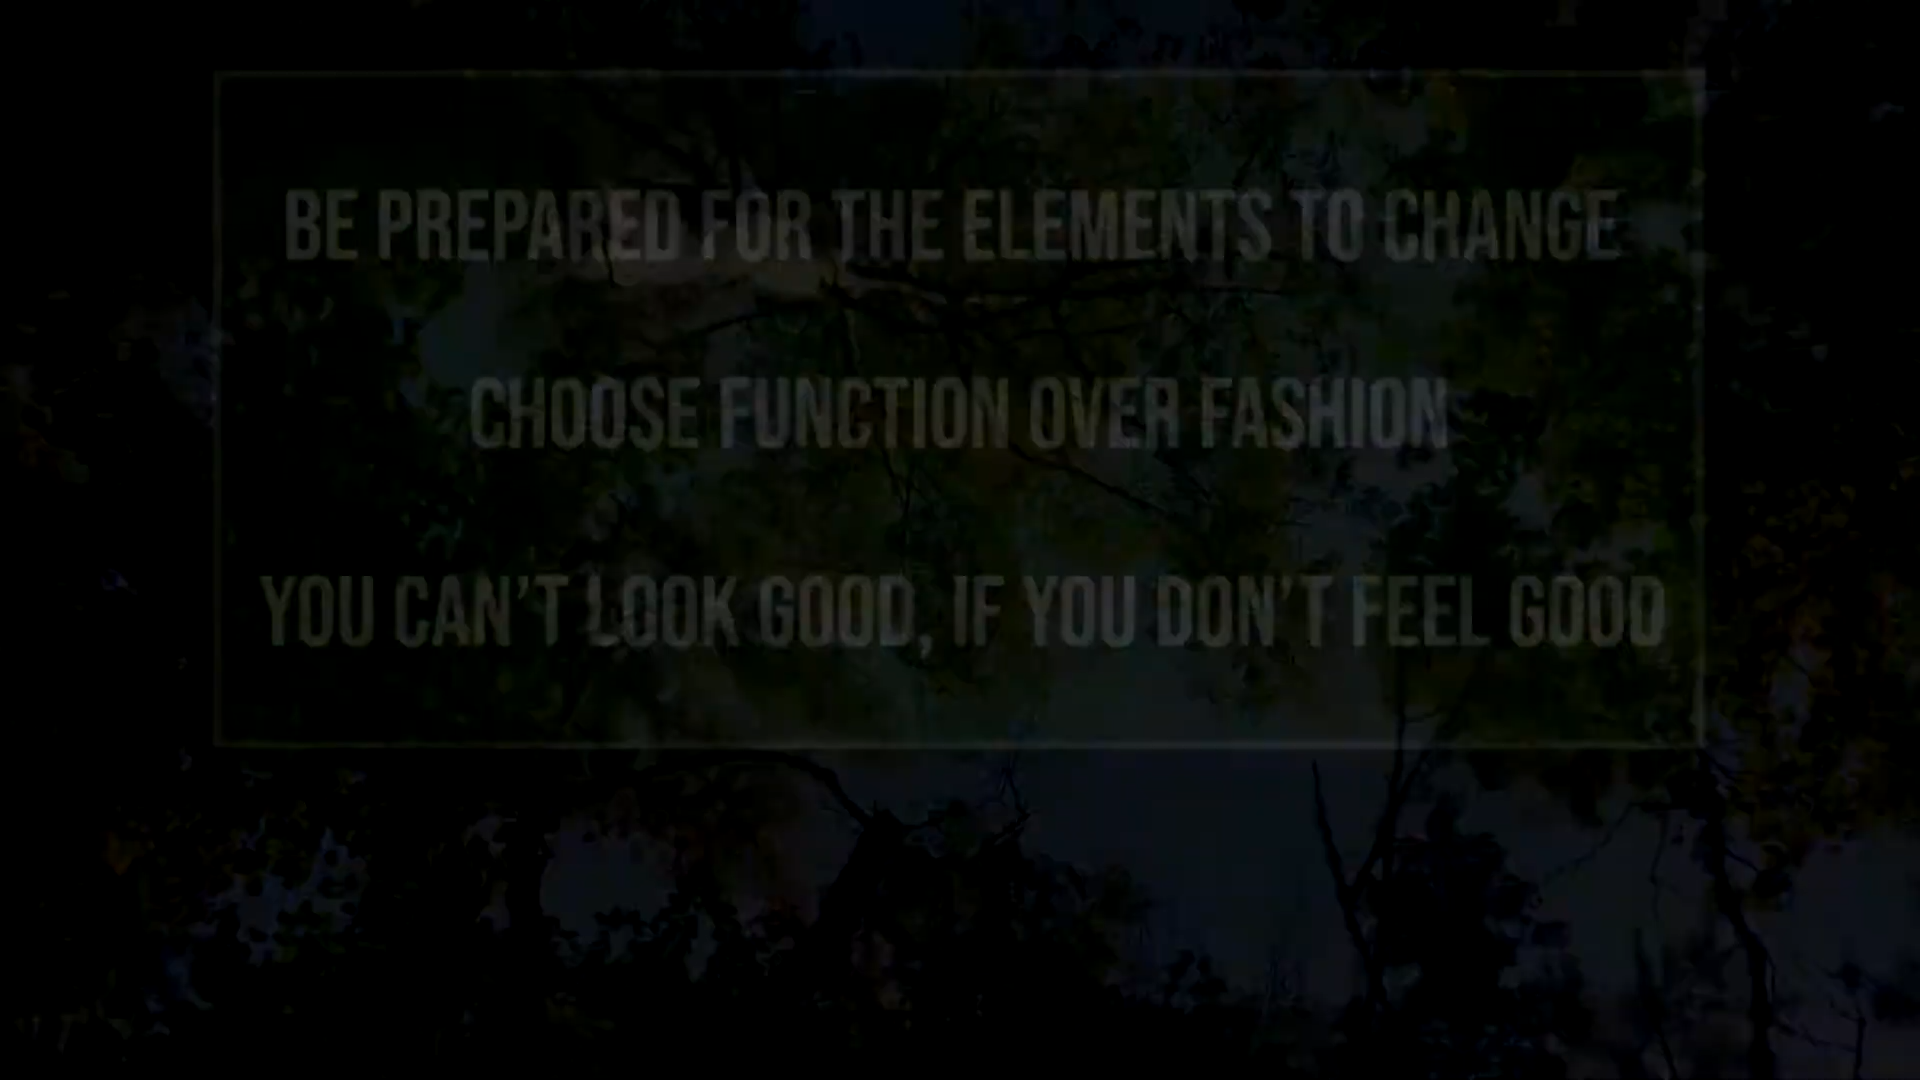 BE PREPARED FOR THE ELEMENTS TO CHANGE
CHOOSE FUNCTION OVER FASHION
YOU CAN'T LOOK GOOD, IF YOU DON'T FEEL GOOD